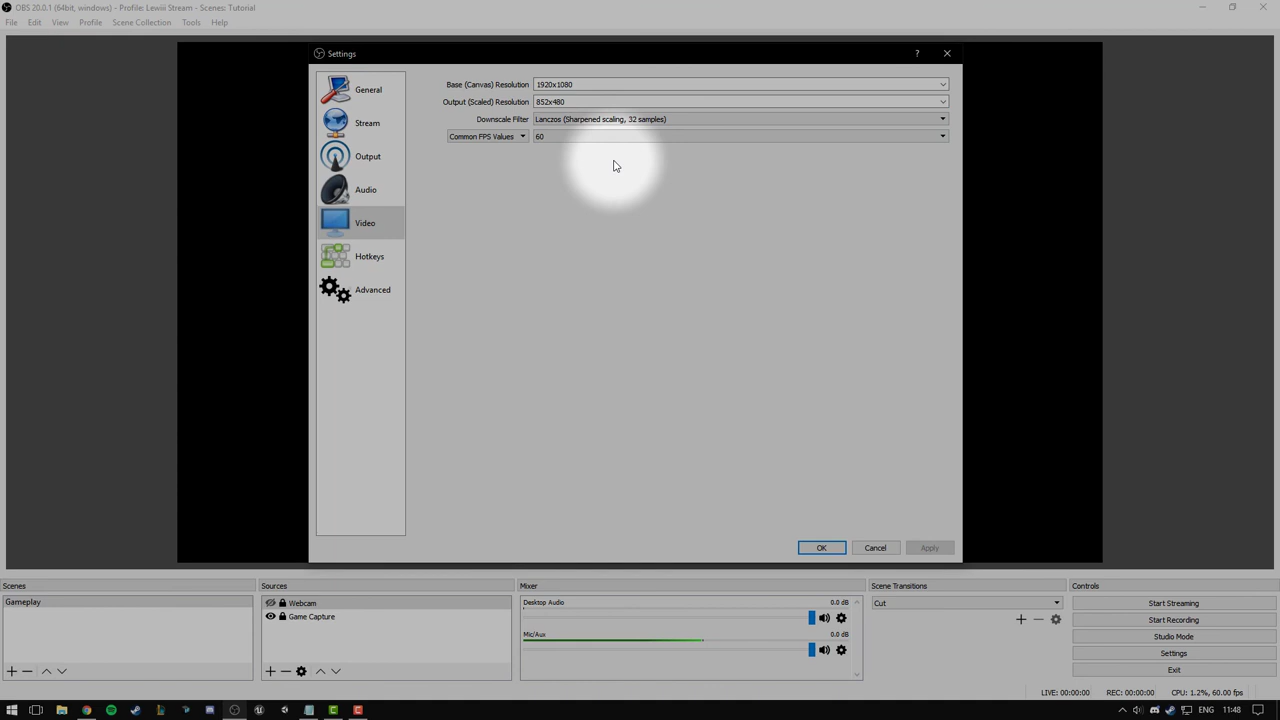 OBS 20.0.1 (64bit, windows) - Profile: Lewiii Stream - Scenes: Tutorial
File Edit View Profile Scene Collection Tools Help
Settings
?
General
Stream
Output
Audio
Video
Hotkeys
Advanced
Base (Canvas) Resolution 1920x1080
Output (Scaled) Resolution 852x480
Downscale Filter Lanczos (Sharpened scaling, 32 samples)
Common FPS Values 60
OK Cancel Apply
Scenes
Gameplay
Sources
Webcam
Game Capture
Mixer
Desktop Audio 0.0 dB
Mic/Aux 0.0 dB
Scene Transitions
Cut
Controls
Start Streaming
Start Recording
Studio Mode
Settings
Exit
LIVE: 00:00:00 REC: 00:00:00 CPU: 1.2%, 60.00 fps
ENG 11:48